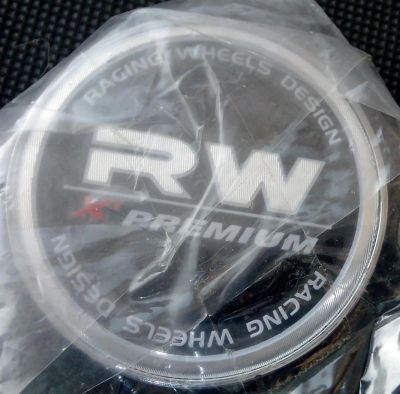 RACING WHEELS DESIGN
RW
X PREMIUM
RACING WHEELS DESIGN